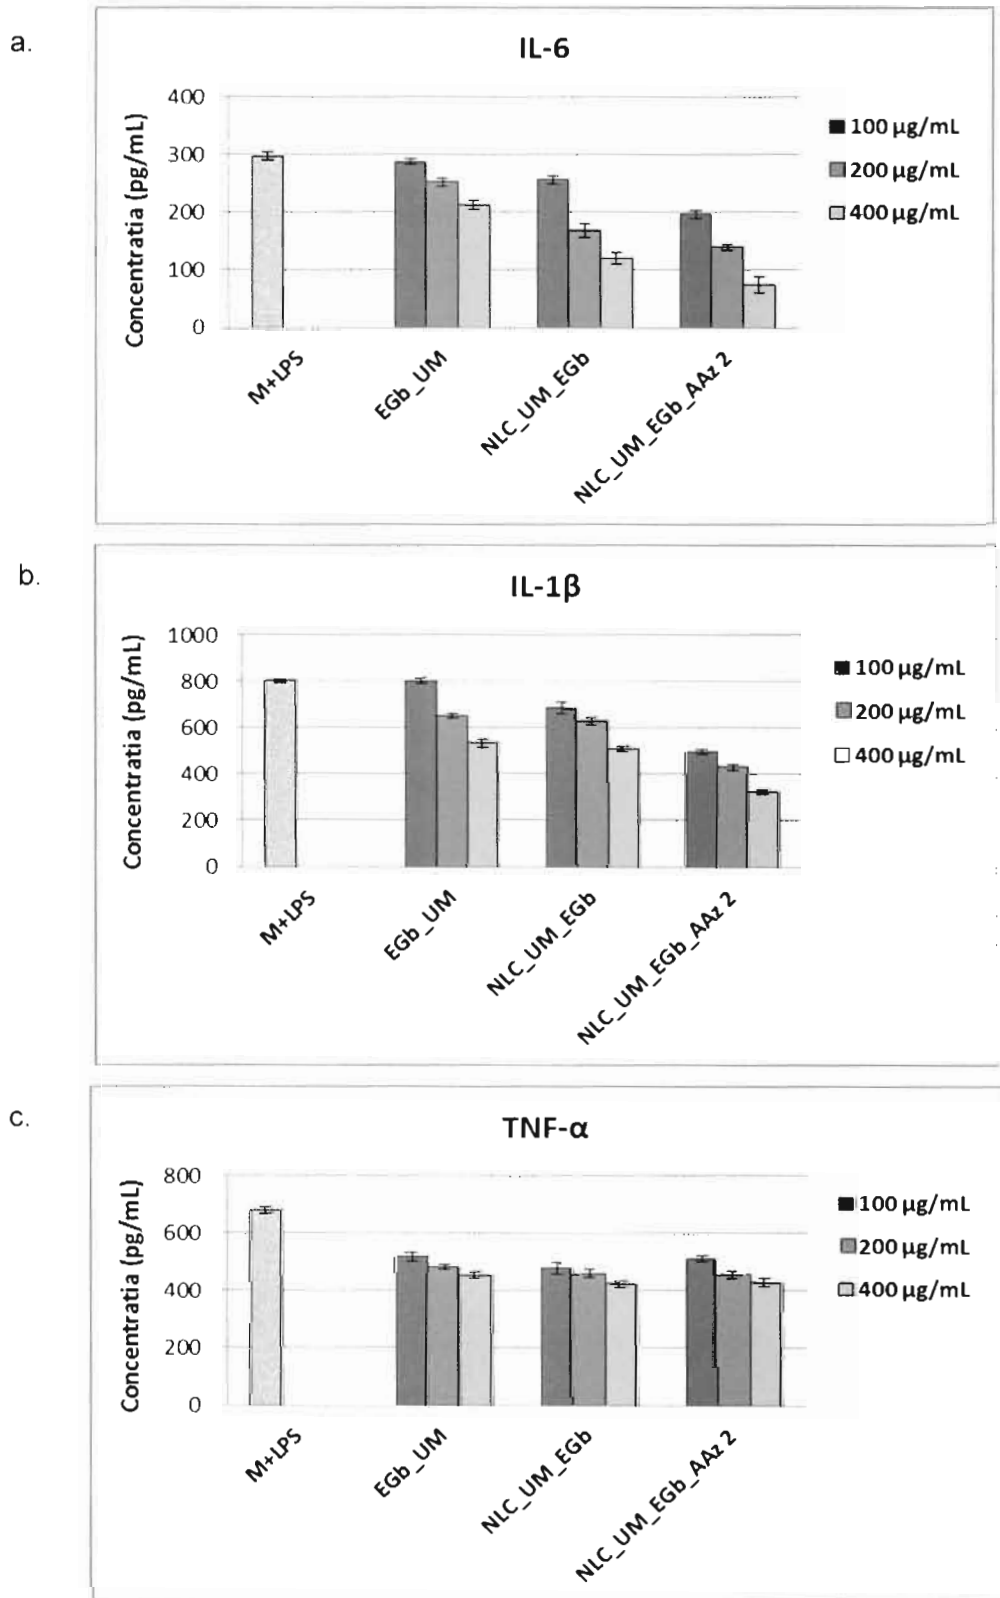 a.
IL-6
Concentratia (pg/mL)
400
300
200
100
0
100 µg/mL
200 µg/mL
400 µg/mL
M+LPS
EGb_UM
NLC_UM_EGb
NLC_UM_EGb_AAz 2
b.
IL-1β
Concentratia (pg/mL)
1000
800
600
400
200
0
100 µg/mL
200 µg/mL
400 µg/mL
M+LPS
EGb_UM
NLC_UM_EGb
NLC_UM_EGb_AAz 2
c.
TNF-α
Concentratia (pg/mL)
800
600
400
200
0
100 µg/mL
200 µg/mL
400 µg/mL
M+LPS
EGb_UM
NLC_UM_EGb
NLC_UM_EGb_AAz 2